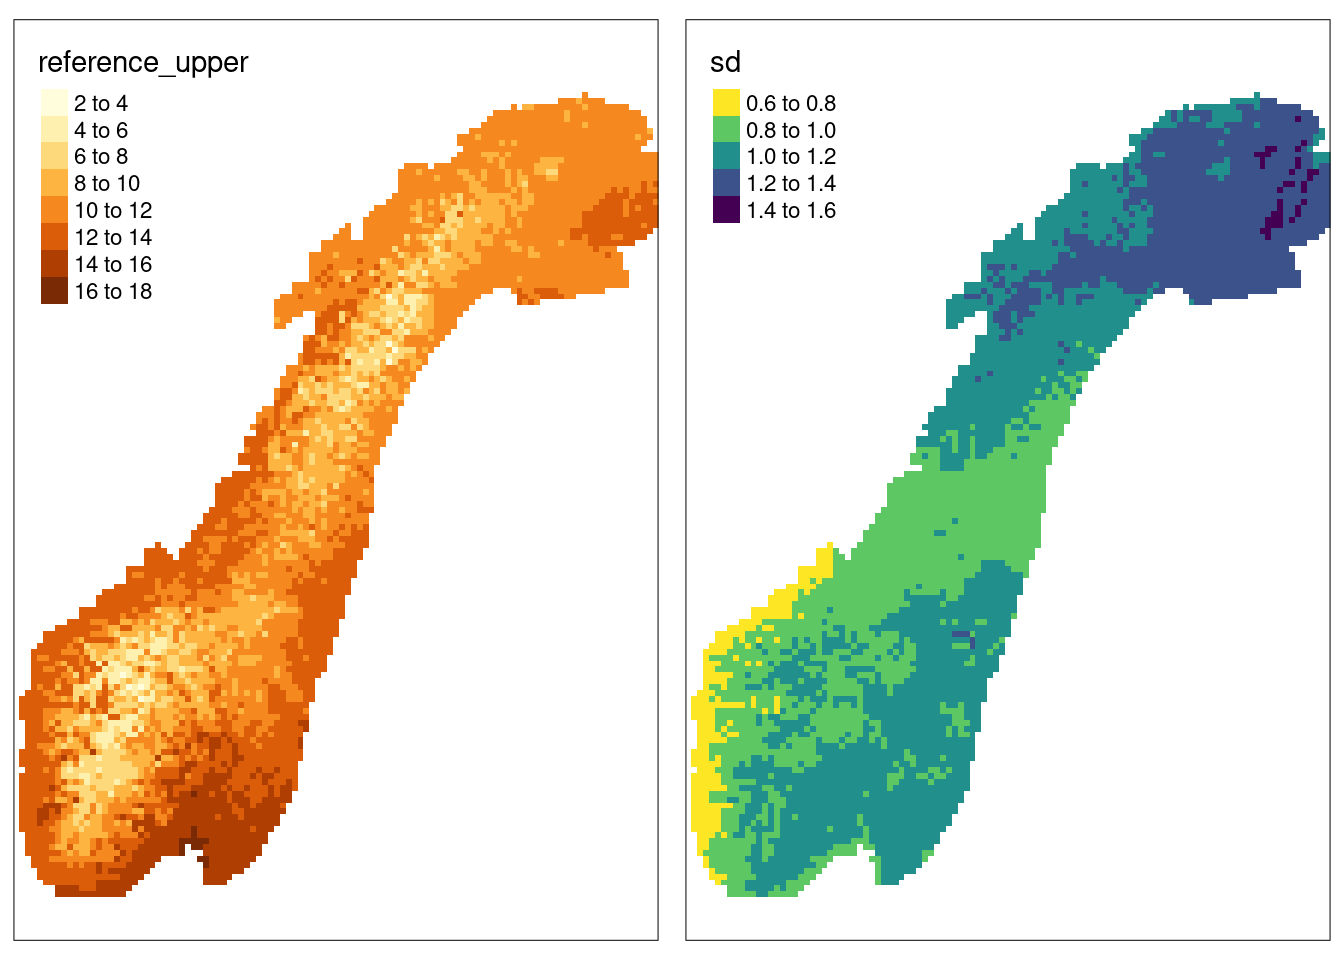 reference_upper
2 to 4
4 to 6
6 to 8
8 to 10
10 to 12
12 to 14
14 to 16
16 to 18
sd
0.6 to 0.8
0.8 to 1.0
1.0 to 1.2
1.2 to 1.4
1.4 to 1.6